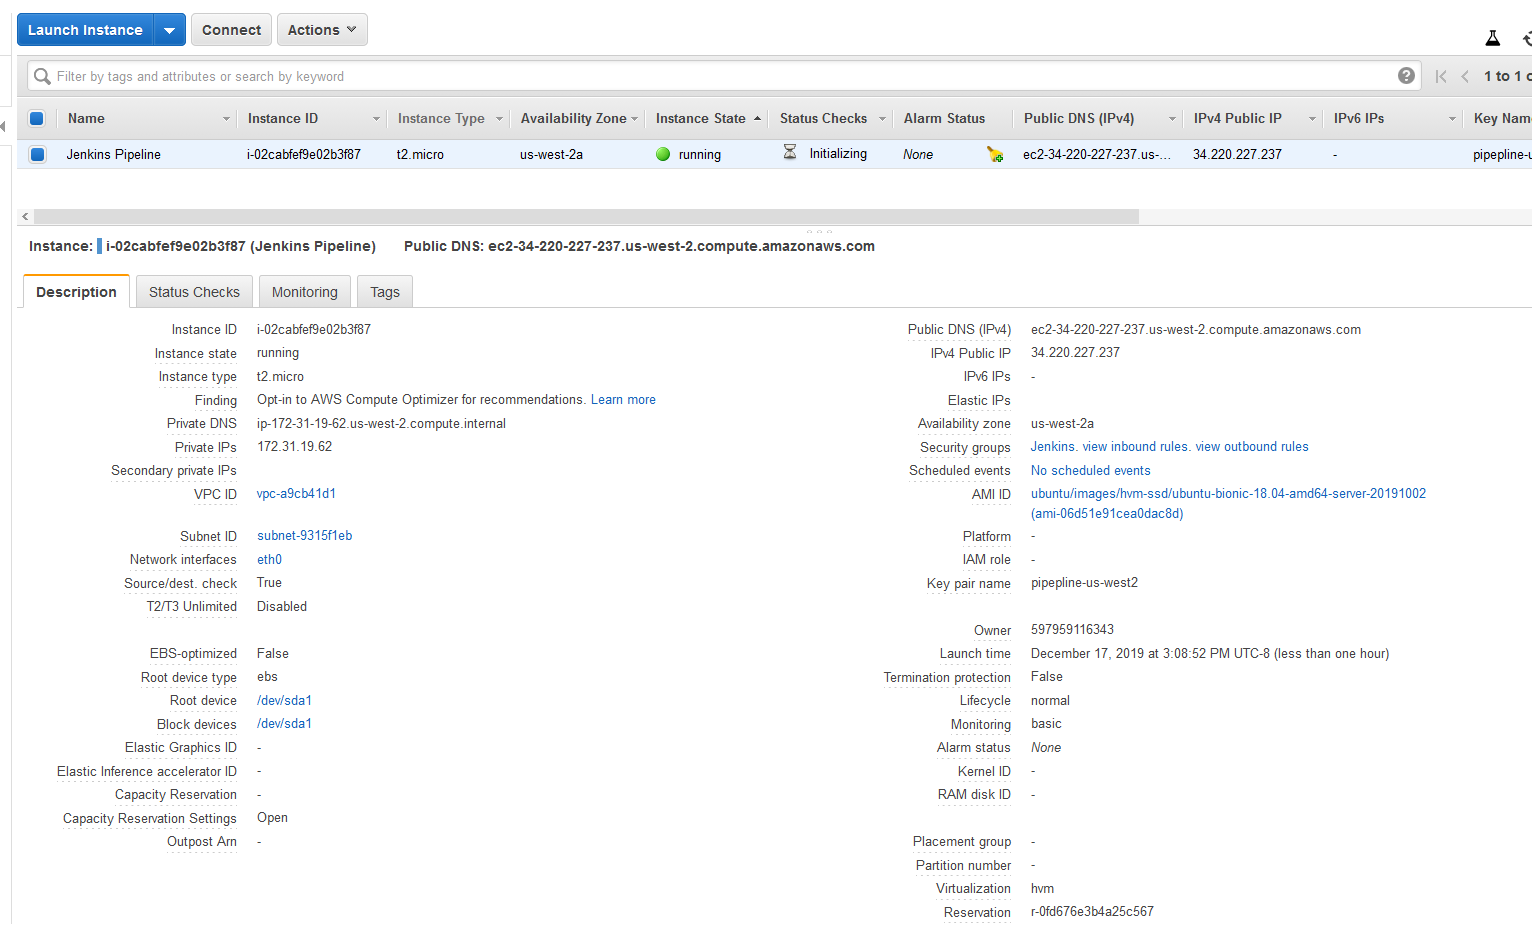 Launch Instance Connect Actions
Filter by tags and attributes or search by keyword 1 to 1 o
Name Instance ID Instance Type Availability Zone Instance State Status Checks Alarm Status Public DNS (IPv4) IPv4 Public IP IPv6 IPs Key Nam
Jenkins Pipeline i-02cabfef9e02b3f87 t2.micro us-west-2a running Initializing None ec2-34-220-227-237.us-... 34.220.227.237 - pipepline-u
Instance: i-02cabfef9e02b3f87 (Jenkins Pipeline) Public DNS: ec2-34-220-227-237.us-west-2.compute.amazonaws.com
Description Status Checks Monitoring Tags
Instance ID i-02cabfef9e02b3f87
Instance state running
Instance type t2.micro
Finding Opt-in to AWS Compute Optimizer for recommendations. Learn more
Private DNS ip-172-31-19-62.us-west-2.compute.internal
Private IPs 172.31.19.62
Secondary private IPs
VPC ID vpc-a9cb41d1
Subnet ID subnet-9315f1eb
Network interfaces eth0
Source/dest. check True
T2/T3 Unlimited Disabled
EBS-optimized False
Root device type ebs
Root device /dev/sda1
Block devices /dev/sda1
Elastic Graphics ID -
Elastic Inference accelerator ID -
Capacity Reservation -
Capacity Reservation Settings Open
Outpost Arn -
Public DNS (IPv4) ec2-34-220-227-237.us-west-2.compute.amazonaws.com
IPv4 Public IP 34.220.227.237
IPv6 IPs -
Elastic IPs
Availability zone us-west-2a
Security groups Jenkins. view inbound rules. view outbound rules
Scheduled events No scheduled events
AMI ID ubuntu/images/hvm-ssd/ubuntu-bionic-18.04-amd64-server-20191002
(ami-06d51e91cea0dac8d)
Platform -
IAM role -
Key pair name pipepline-us-west2
Owner 597959116343
Launch time December 17, 2019 at 3:08:52 PM UTC-8 (less than one hour)
Termination protection False
Lifecycle normal
Monitoring basic
Alarm status None
Kernel ID -
RAM disk ID -
Placement group -
Partition number -
Virtualization hvm
Reservation r-0fd676e3b4a25c567